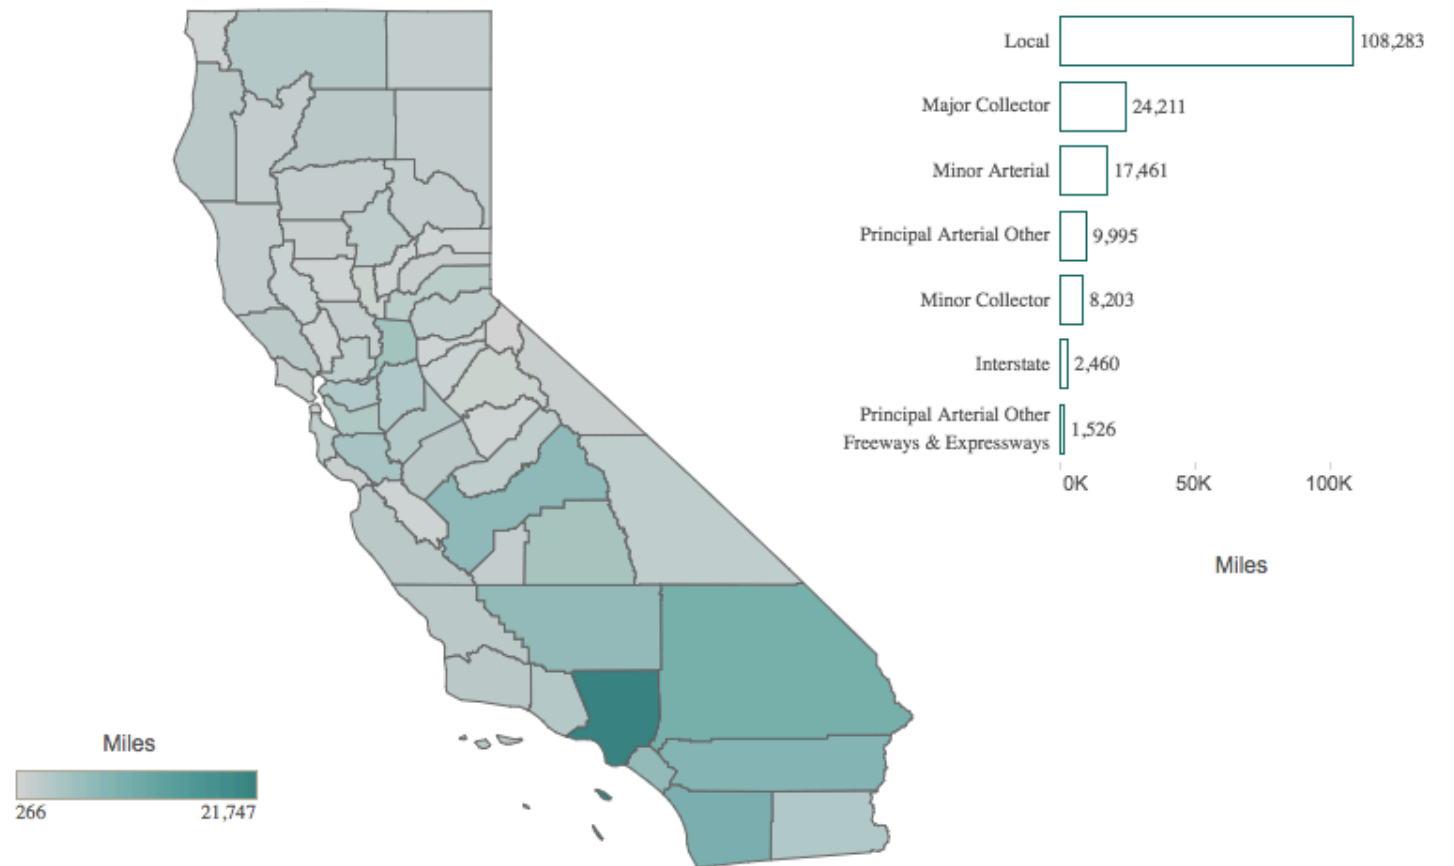 Local 108,283
Major Collector 24,211
Minor Arterial 17,461
Principal Arterial Other 9,995
Minor Collector 8,203
Interstate 2,460
Principal Arterial Other
Freeways & Expressways 1,526
0K 50K 100K
Miles
Miles
266 21,747